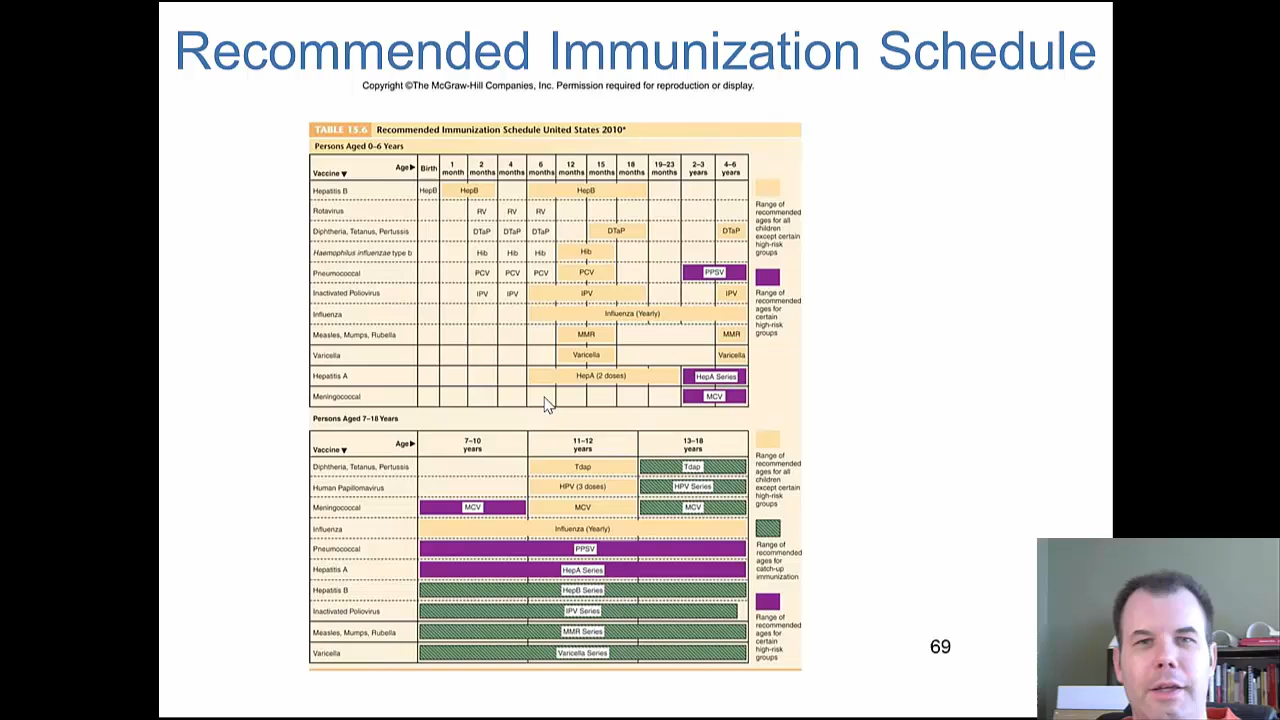 Recommended Immunization Schedule
Copyright ©The McGraw-Hill Companies, Inc. Permission required for reproduction or display.
TABLE 15.6 Recommended Immunization Schedule United States 2010*
Persons Aged 0–6 Years
Vaccine▼ Age► Birth 1 month 2 months 4 months 6 months 12 months 15 months 18 months 19–23 months 2–3 years 4–6 years
Hepatitis B HepB HepB HepB
Rotavirus RV RV RV
Diphtheria, Tetanus, Pertussis DTaP DTaP DTaP DTaP DTaP
Haemophilus influenzae type b Hib Hib Hib Hib
Pneumococcal PCV PCV PCV PCV PPSV
Inactivated Poliovirus IPV IPV IPV IPV
Influenza Influenza (Yearly)
Measles, Mumps, Rubella MMR MMR
Varicella Varicella Varicella
Hepatitis A HepA (2 doses) HepA Series
Meningococcal MCV
Range of
recommended
ages for all
children
except certain
high-risk
groups
Range of
recommended
ages for
certain
high-risk
groups
Persons Aged 7–18 Years
Vaccine▼ Age► 7–10 years 11–12 years 13–18 years
Diphtheria, Tetanus, Pertussis Tdap Tdap
Human Papillomavirus HPV (3 doses) HPV Series
Meningococcal MCV MCV MCV
Influenza Influenza (Yearly)
Pneumococcal PPSV
Hepatitis A HepA Series
Hepatitis B HepB Series
Inactivated Poliovirus IPV Series
Measles, Mumps, Rubella MMR Series
Varicella Varicella Series
Range of
recommended
ages for all
children
except certain
high-risk
groups
Range of
recommended
ages for
catch-up
immunization
Range of
recommended
ages for
certain
high-risk
groups
69